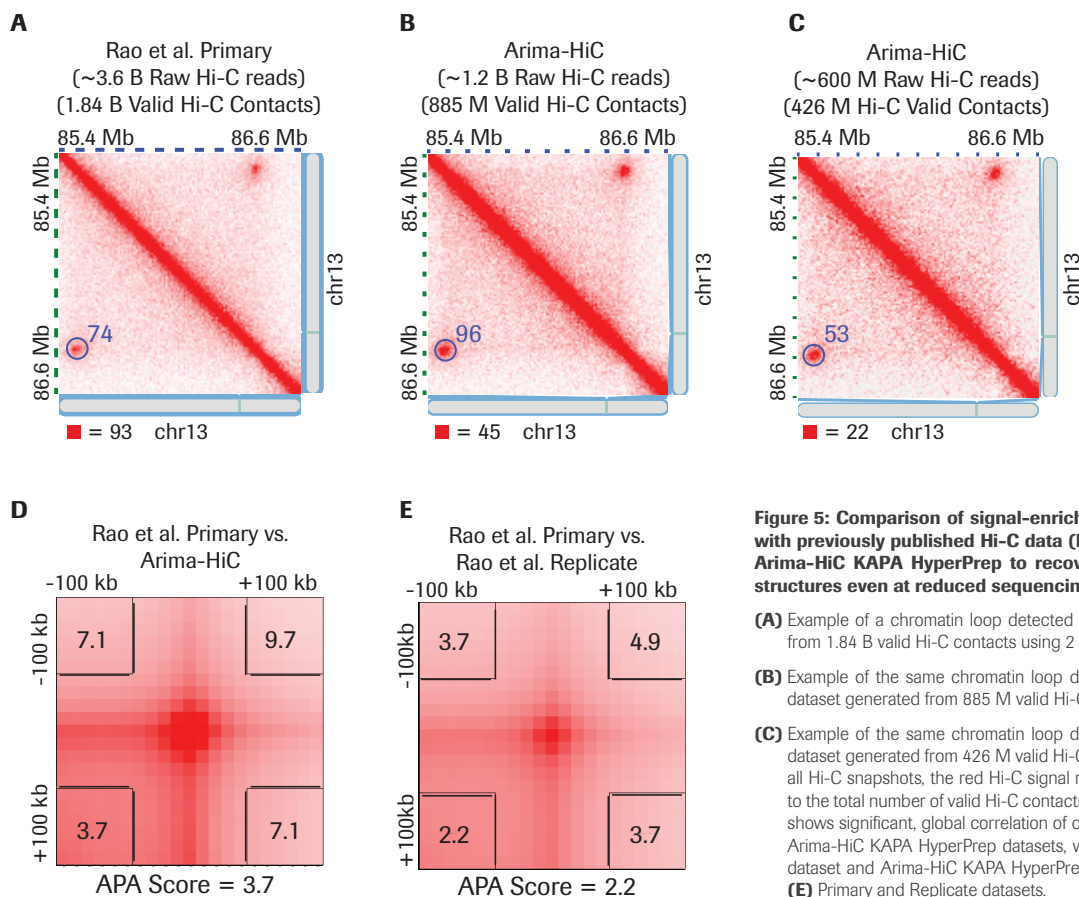 A
Rao et al. Primary
(~3.6 B Raw Hi-C reads)
(1.84 B Valid Hi-C Contacts)
85.4 Mb 86.6 Mb
85.4 Mb
86.6 Mb
74
chr13
= 93 chr13
B
Arima-HiC
(~1.2 B Raw Hi-C reads)
(885 M Valid Hi-C Contacts)
85.4 Mb 86.6 Mb
85.4 Mb
86.6 Mb
96
chr13
= 45 chr13
C
Arima-HiC
(~600 M Raw Hi-C reads)
(426 M Hi-C Valid Contacts)
85.4 Mb 86.6 Mb
85.4 Mb
86.6 Mb
53
chr13
= 22 chr13
D
Rao et al. Primary vs.
Arima-HiC
-100 kb +100 kb
-100 kb
+100 kb
7.1 9.7
3.7 7.1
APA Score = 3.7
E
Rao et al. Primary vs.
Rao et al. Replicate
-100 kb +100 kb
-100kb
+100kb
3.7 4.9
2.2 3.7
APA Score = 2.2
Figure 5: Comparison of signal-enrich
with previously published Hi-C data (
Arima-HiC KAPA HyperPrep to recov
structures even at reduced sequencin
(A) Example of a chromatin loop detected
from 1.84 B valid Hi-C contacts using 2
(B) Example of the same chromatin loop d
dataset generated from 885 M valid Hi-C
(C) Example of the same chromatin loop d
dataset generated from 426 M valid Hi-C
all Hi-C snapshots, the red Hi-C signal
to the total number of valid Hi-C contacts
shows significant, global correlation of c
Arima-HiC KAPA HyperPrep datasets, v
dataset and Arima-HiC KAPA HyperPre
(E) Primary and Replicate datasets.